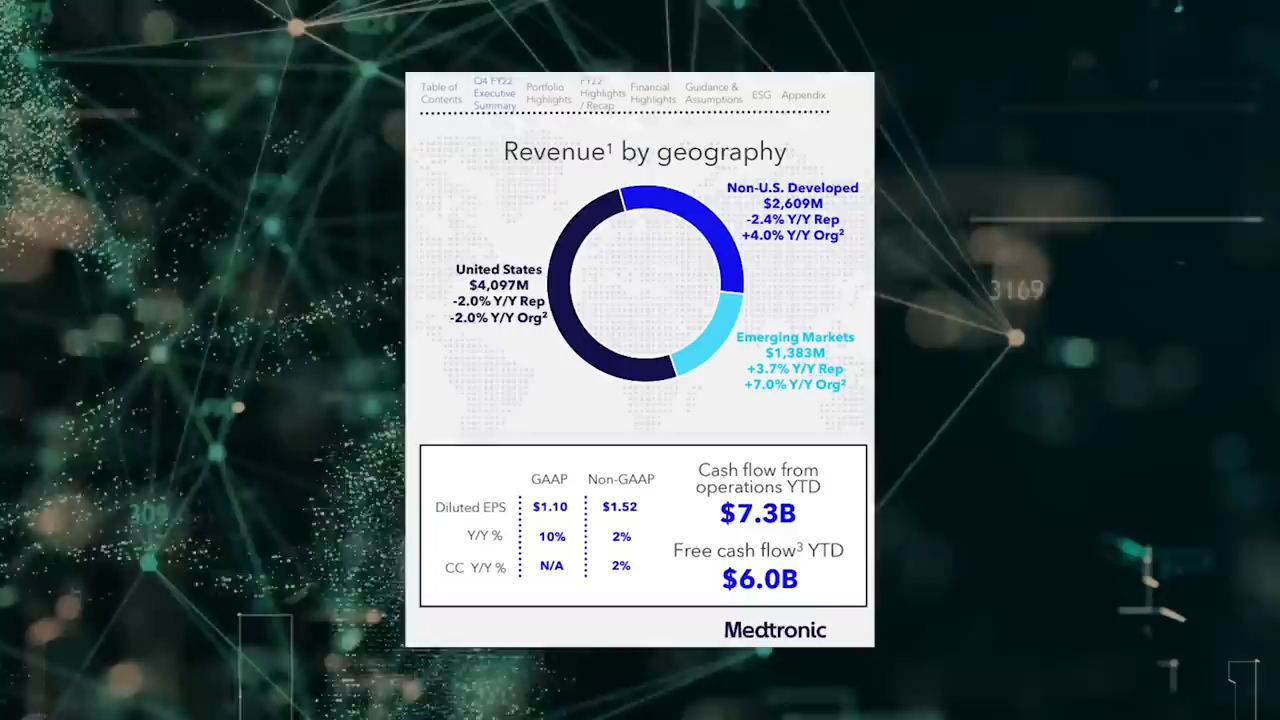 Table of Contents
Q4 FY22 Executive Summary
Portfolio Highlights
FY22 Highlights / Recap
Financial Highlights
Guidance & Assumptions
ESG
Appendix
Revenue¹ by geography
Non-U.S. Developed
$2,609M
-2.4% Y/Y Rep
+4.0% Y/Y Org²
United States
$4,097M
-2.0% Y/Y Rep
-2.0% Y/Y Org²
Emerging Markets
$1,383M
+3.7% Y/Y Rep
+7.0% Y/Y Org²
GAAP Non-GAAP
Diluted EPS $1.10 $1.52
Y/Y % 10% 2%
CC Y/Y % N/A 2%
Cash flow from
operations YTD
$7.3B
Free cash flow³ YTD
$6.0B
Medtronic
3169
309